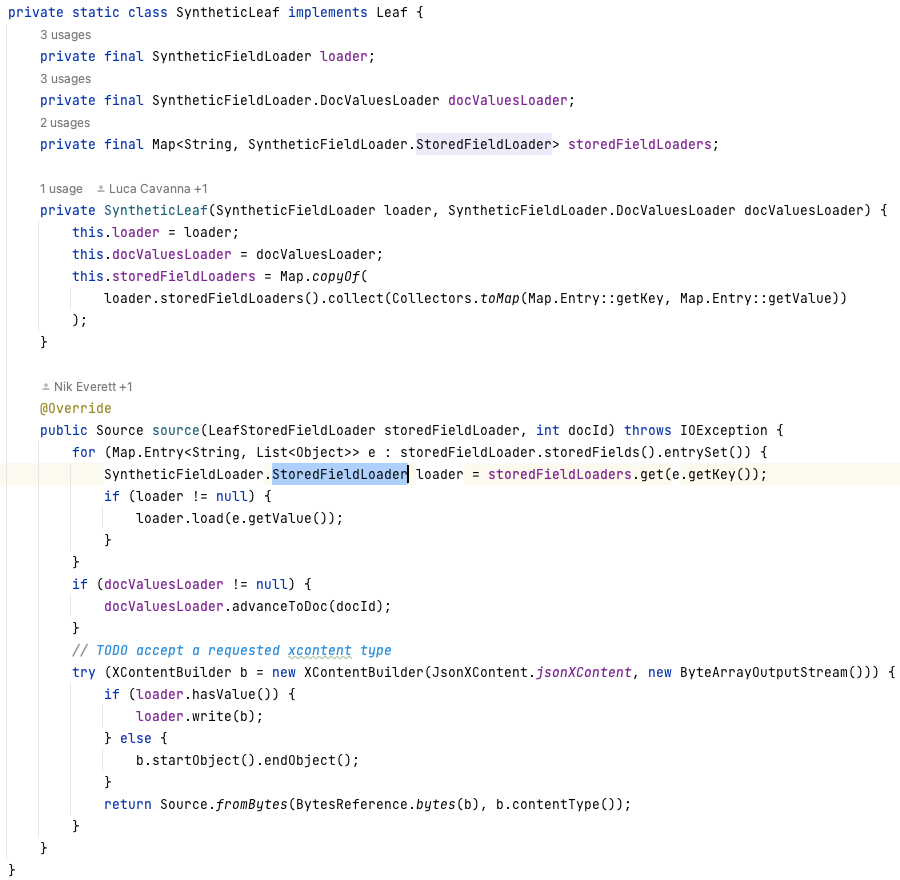 private static class SyntheticLeaf implements Leaf {
3 usages
private final SyntheticFieldLoader loader;
3 usages
private final SyntheticFieldLoader.DocValuesLoader docValuesLoader;
2 usages
private final Map<String, SyntheticFieldLoader.StoredFieldLoader> storedFieldLoaders;
1 usage Luca Cavanna +1
private SyntheticLeaf(SyntheticFieldLoader loader, SyntheticFieldLoader.DocValuesLoader docValuesLoader) {
this.loader = loader;
this.docValuesLoader = docValuesLoader;
this.storedFieldLoaders = Map.copyOf(
loader.storedFieldLoaders().collect(Collectors.toMap(Map.Entry::getKey, Map.Entry::getValue))
);
}
Nik Everett +1
@Override
public Source source(LeafStoredFieldLoader storedFieldLoader, int docId) throws IOException {
for (Map.Entry<String, List<Object>> e : storedFieldLoader.storedFields().entrySet()) {
SyntheticFieldLoader.StoredFieldLoader loader = storedFieldLoaders.get(e.getKey());
if (loader != null) {
loader.load(e.getValue());
}
}
if (docValuesLoader != null) {
docValuesLoader.advanceToDoc(docId);
}
// TODO accept a requested xcontent type
try (XContentBuilder b = new XContentBuilder(JsonXContent.jsonXContent, new ByteArrayOutputStream())) {
if (loader.hasValue()) {
loader.write(b);
} else {
b.startObject().endObject();
}
return Source.fromBytes(BytesReference.bytes(b), b.contentType());
}
}
}